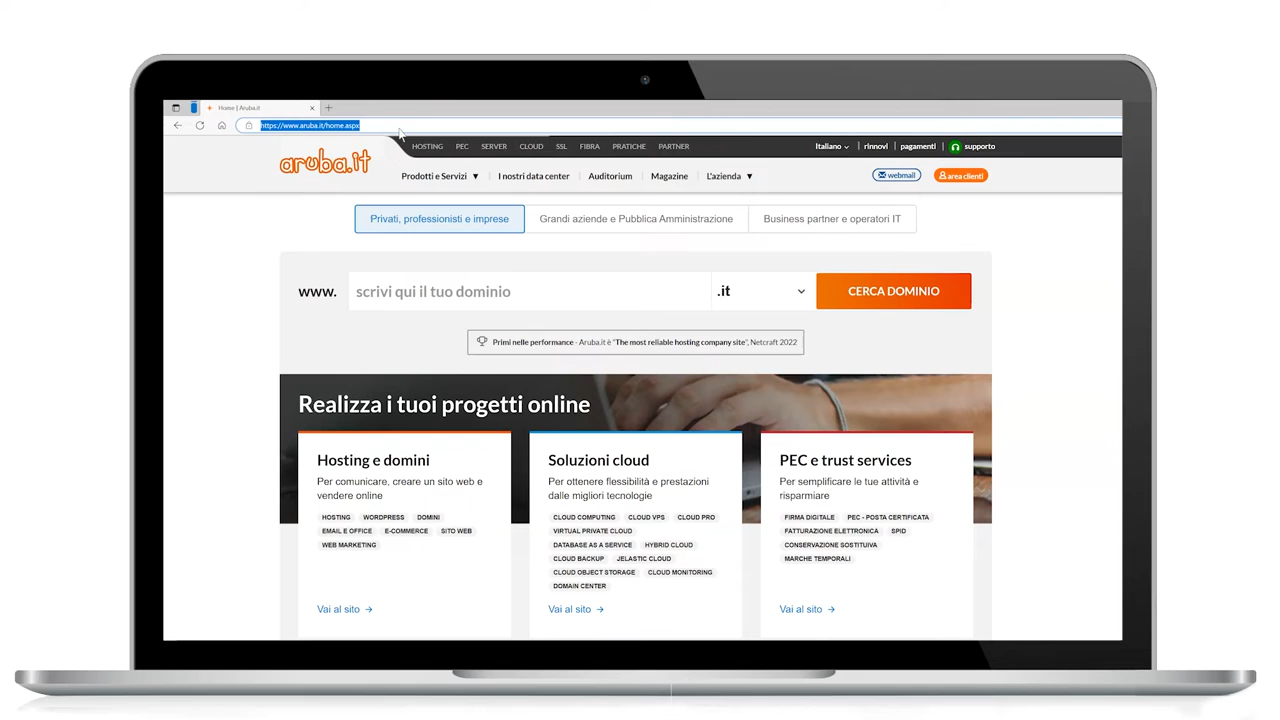 Home | Aruba.it
https://www.aruba.it/home.aspx
aruba.it
HOSTING PEC SERVER CLOUD SSL FIBRA PRATICHE PARTNER
Italiano rinnovi pagamenti supporto
Prodotti e Servizi I nostri data center Auditorium Magazine L'azienda
webmail area clienti
Privati, professionisti e imprese Grandi aziende e Pubblica Amministrazione Business partner e operatori IT
www. scrivi qui il tuo dominio .it CERCA DOMINIO
Primi nelle performance - Aruba.it è "The most reliable hosting company site", Netcraft 2022
Realizza i tuoi progetti online
Hosting e domini
Per comunicare, creare un sito web e
vendere online
HOSTING WORDPRESS DOMINI
EMAIL E OFFICE E-COMMERCE SITO WEB
WEB MARKETING
Vai al sito
Soluzioni cloud
Per ottenere flessibilità e prestazioni
dalle migliori tecnologie
CLOUD COMPUTING CLOUD VPS CLOUD PRO
VIRTUAL PRIVATE CLOUD
DATABASE AS A SERVICE HYBRID CLOUD
CLOUD BACKUP JELASTIC CLOUD
CLOUD OBJECT STORAGE CLOUD MONITORING
DOMAIN CENTER
Vai al sito
PEC e trust services
Per semplificare le tue attività e
risparmiare
FIRMA DIGITALE PEC - POSTA CERTIFICATA
FATTURAZIONE ELETTRONICA SPID
CONSERVAZIONE SOSTITUIVA
MARCHE TEMPORALI
Vai al sito